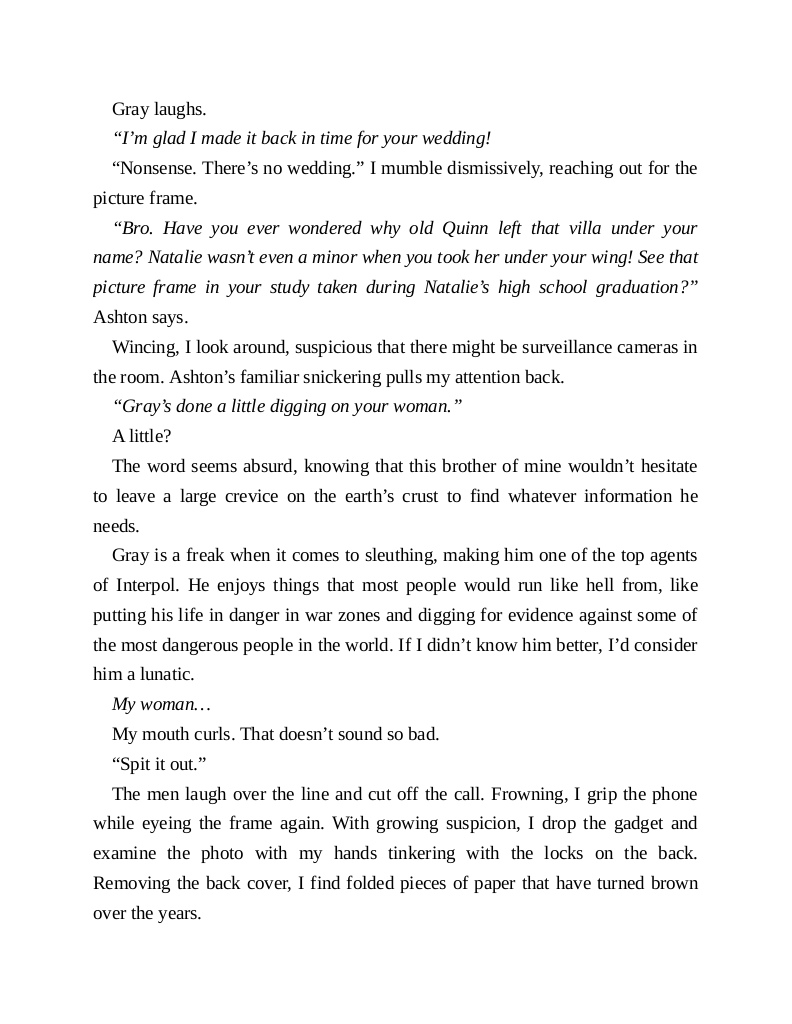 Gray laughs.
“I’m glad I made it back in time for your wedding!
“Nonsense. There’s no wedding.” I mumble dismissively, reaching out for the
picture frame.
“Bro. Have you ever wondered why old Quinn left that villa under your
name? Natalie wasn’t even a minor when you took her under your wing! See that
picture frame in your study taken during Natalie’s high school graduation?”
Ashton says.
Wincing, I look around, suspicious that there might be surveillance cameras in
the room. Ashton’s familiar snickering pulls my attention back.
“Gray’s done a little digging on your woman.”
A little?
The word seems absurd, knowing that this brother of mine wouldn’t hesitate
to leave a large crevice on the earth’s crust to find whatever information he
needs.
Gray is a freak when it comes to sleuthing, making him one of the top agents
of Interpol. He enjoys things that most people would run like hell from, like
putting his life in danger in war zones and digging for evidence against some of
the most dangerous people in the world. If I didn’t know him better, I’d consider
him a lunatic.
My woman…
My mouth curls. That doesn’t sound so bad.
“Spit it out.”
The men laugh over the line and cut off the call. Frowning, I grip the phone
while eyeing the frame again. With growing suspicion, I drop the gadget and
examine the photo with my hands tinkering with the locks on the back.
Removing the back cover, I find folded pieces of paper that have turned brown
over the years.